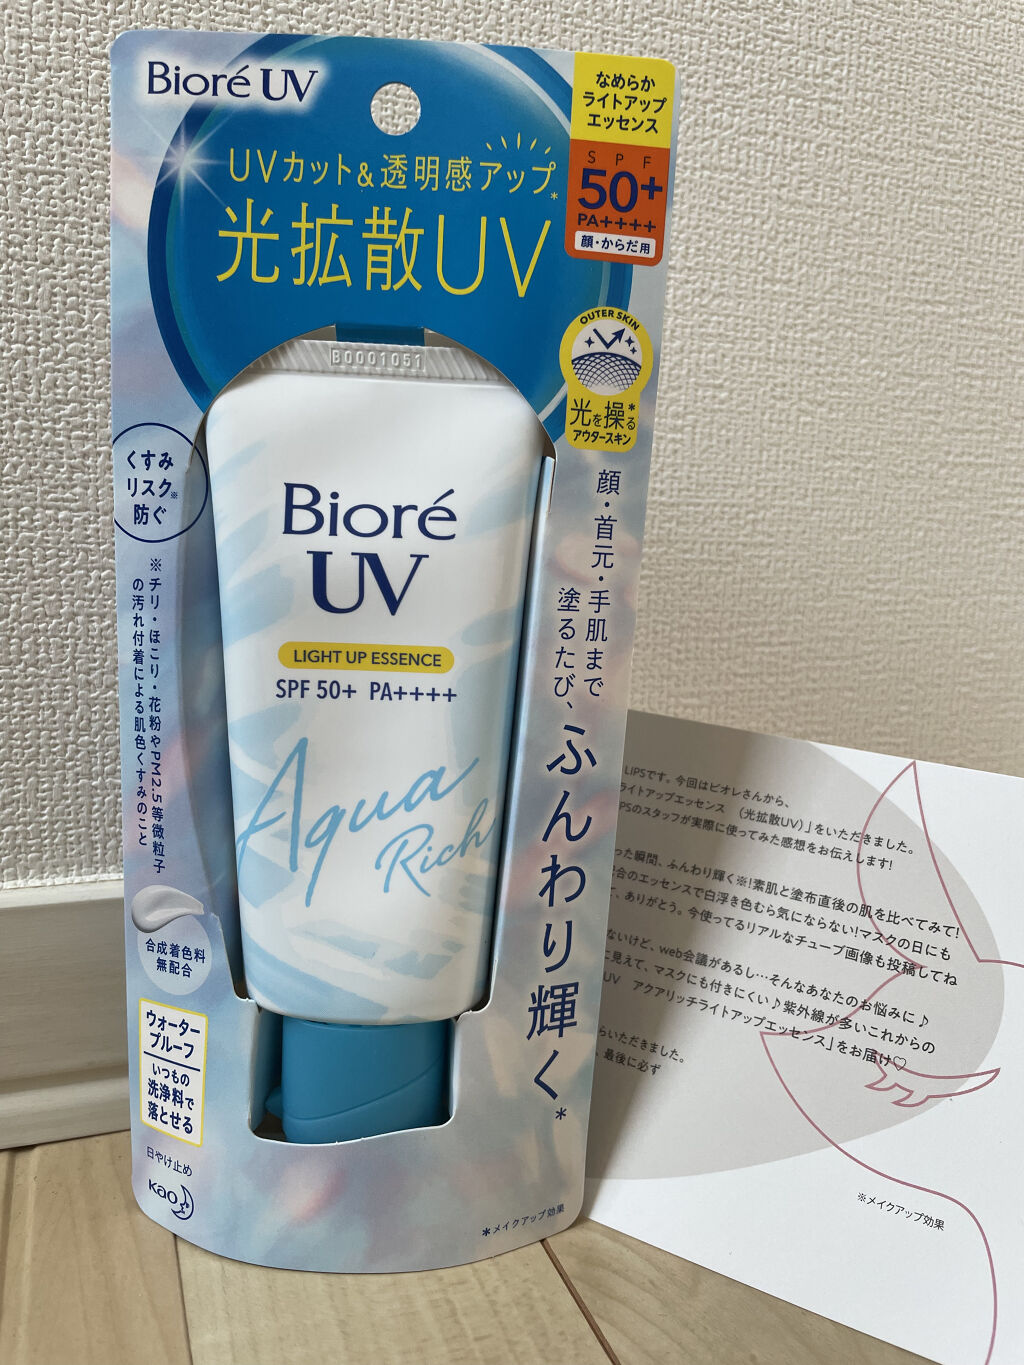 Bioré UV
なめらか
ライトアップ
エッセンス
SPF
50+
PA++++
顔・からだ用
UVカット&透明感アップ*
光拡散UV
OUTER SKIN
光を操る*
アウタースキン
B0001051
くすみ
リスク※
防ぐ
※チリ・ほこり・花粉やPM2.5等微粒子
の汚れ付着による肌色くすみのこと
Bioré
UV
LIGHT UP ESSENCE
SPF 50+ PA++++
Aqua
Rich
顔・首元・手肌まで
塗るたび、
ふんわり輝く*
合成着色料
無配合
ウォーター
プルーフ
いつもの
洗浄料で
落とせる
日やけ止め
Kao
*メイクアップ効果
LIPSです。今回はビオレさんから、
ライトアップエッセンス (光拡散UV)」をいただきました。
PSのスタッフが実際に使ってみた感想をお伝えします!
った瞬間、ふんわり輝く※!素肌と塗布直後の肌を比べてみて!
合のエッセンスで白浮き色むら気にならない!マスクの日にも
、ありがとう。今使ってるリアルなチューブ画像も投稿してね
ないけど、web会議があるし…そんなあなたのお悩みに♪
に見えて、マスクにも付きにくい♪紫外線が多いこれからの
UV アクアリッチライトアップエッセンス」をお届け♡
らいただきました。
、最後に必ず
※メイクアップ効果